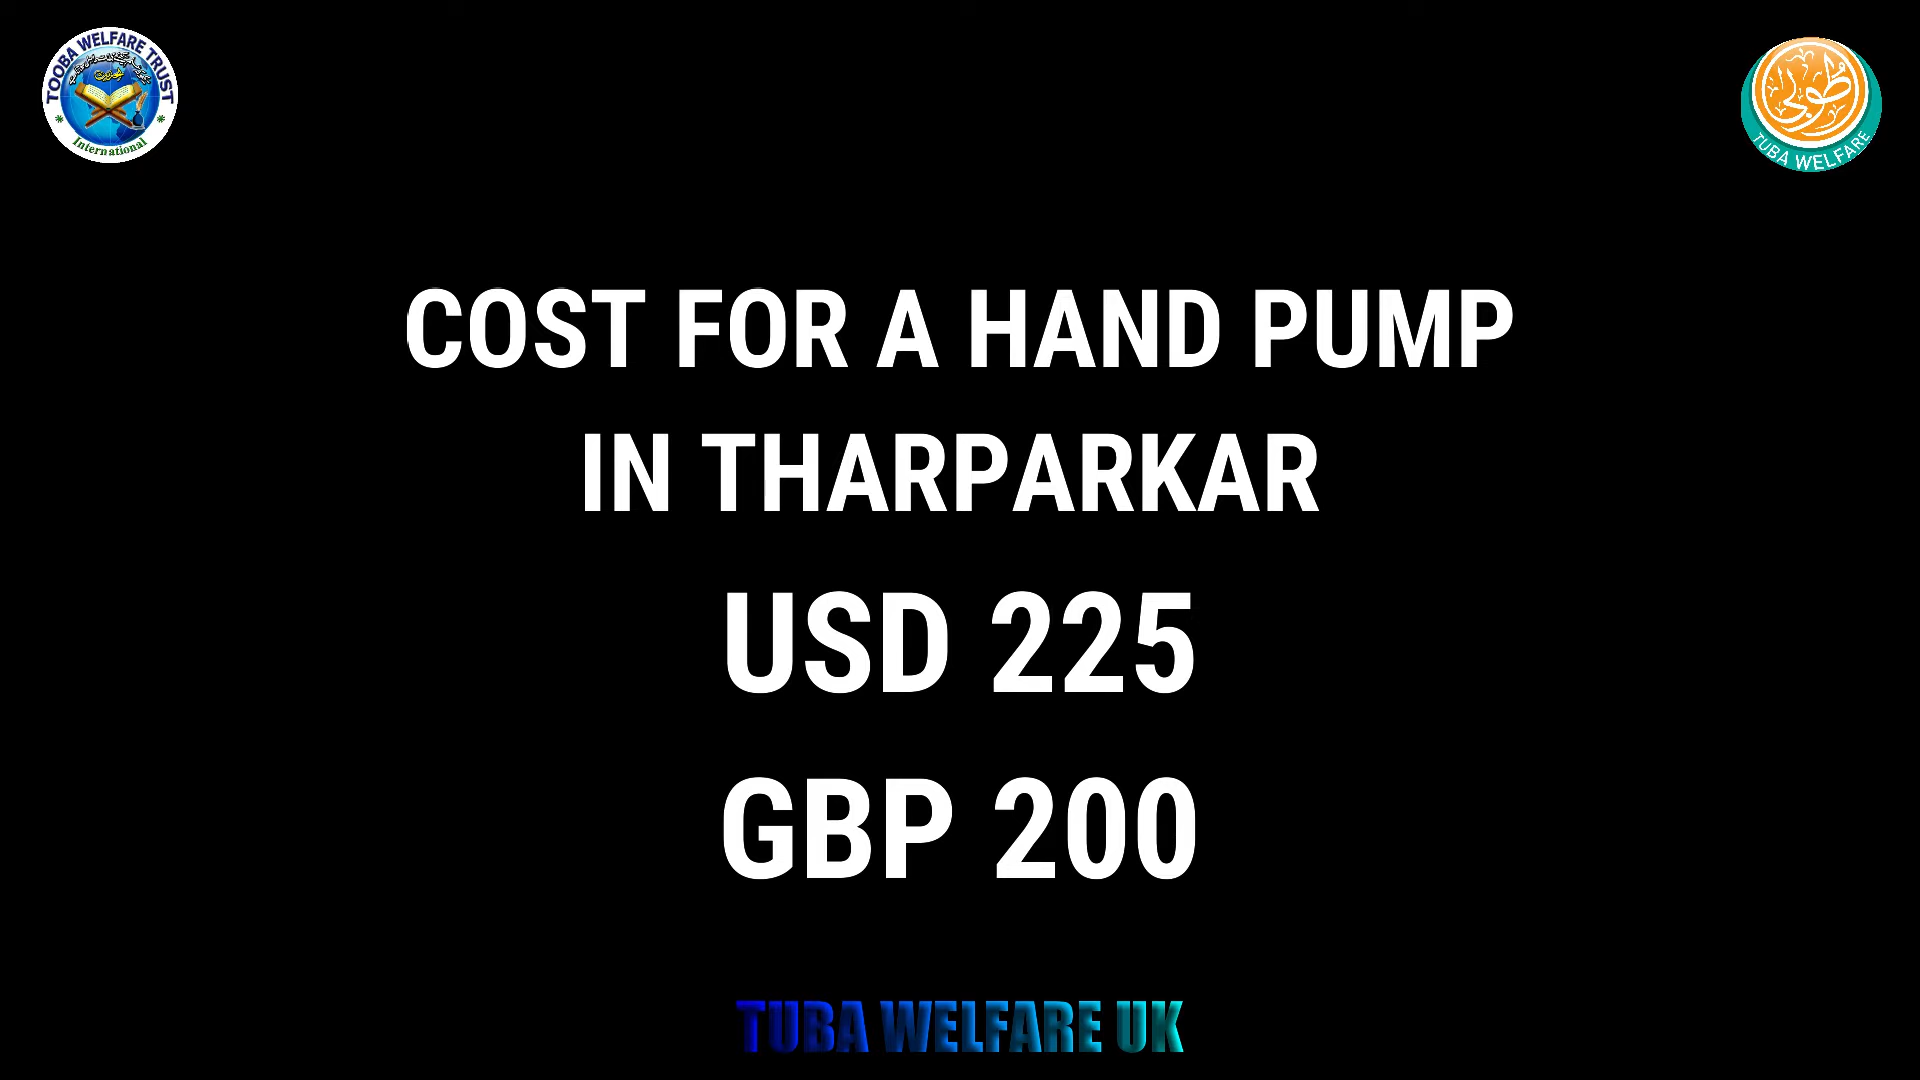 TOOBA WELFARE TRUST
International
طوبى
TUBA WELFARE
COST FOR A HAND PUMP
IN THARPARKAR
USD 225
GBP 200
TUBA WELFARE UK